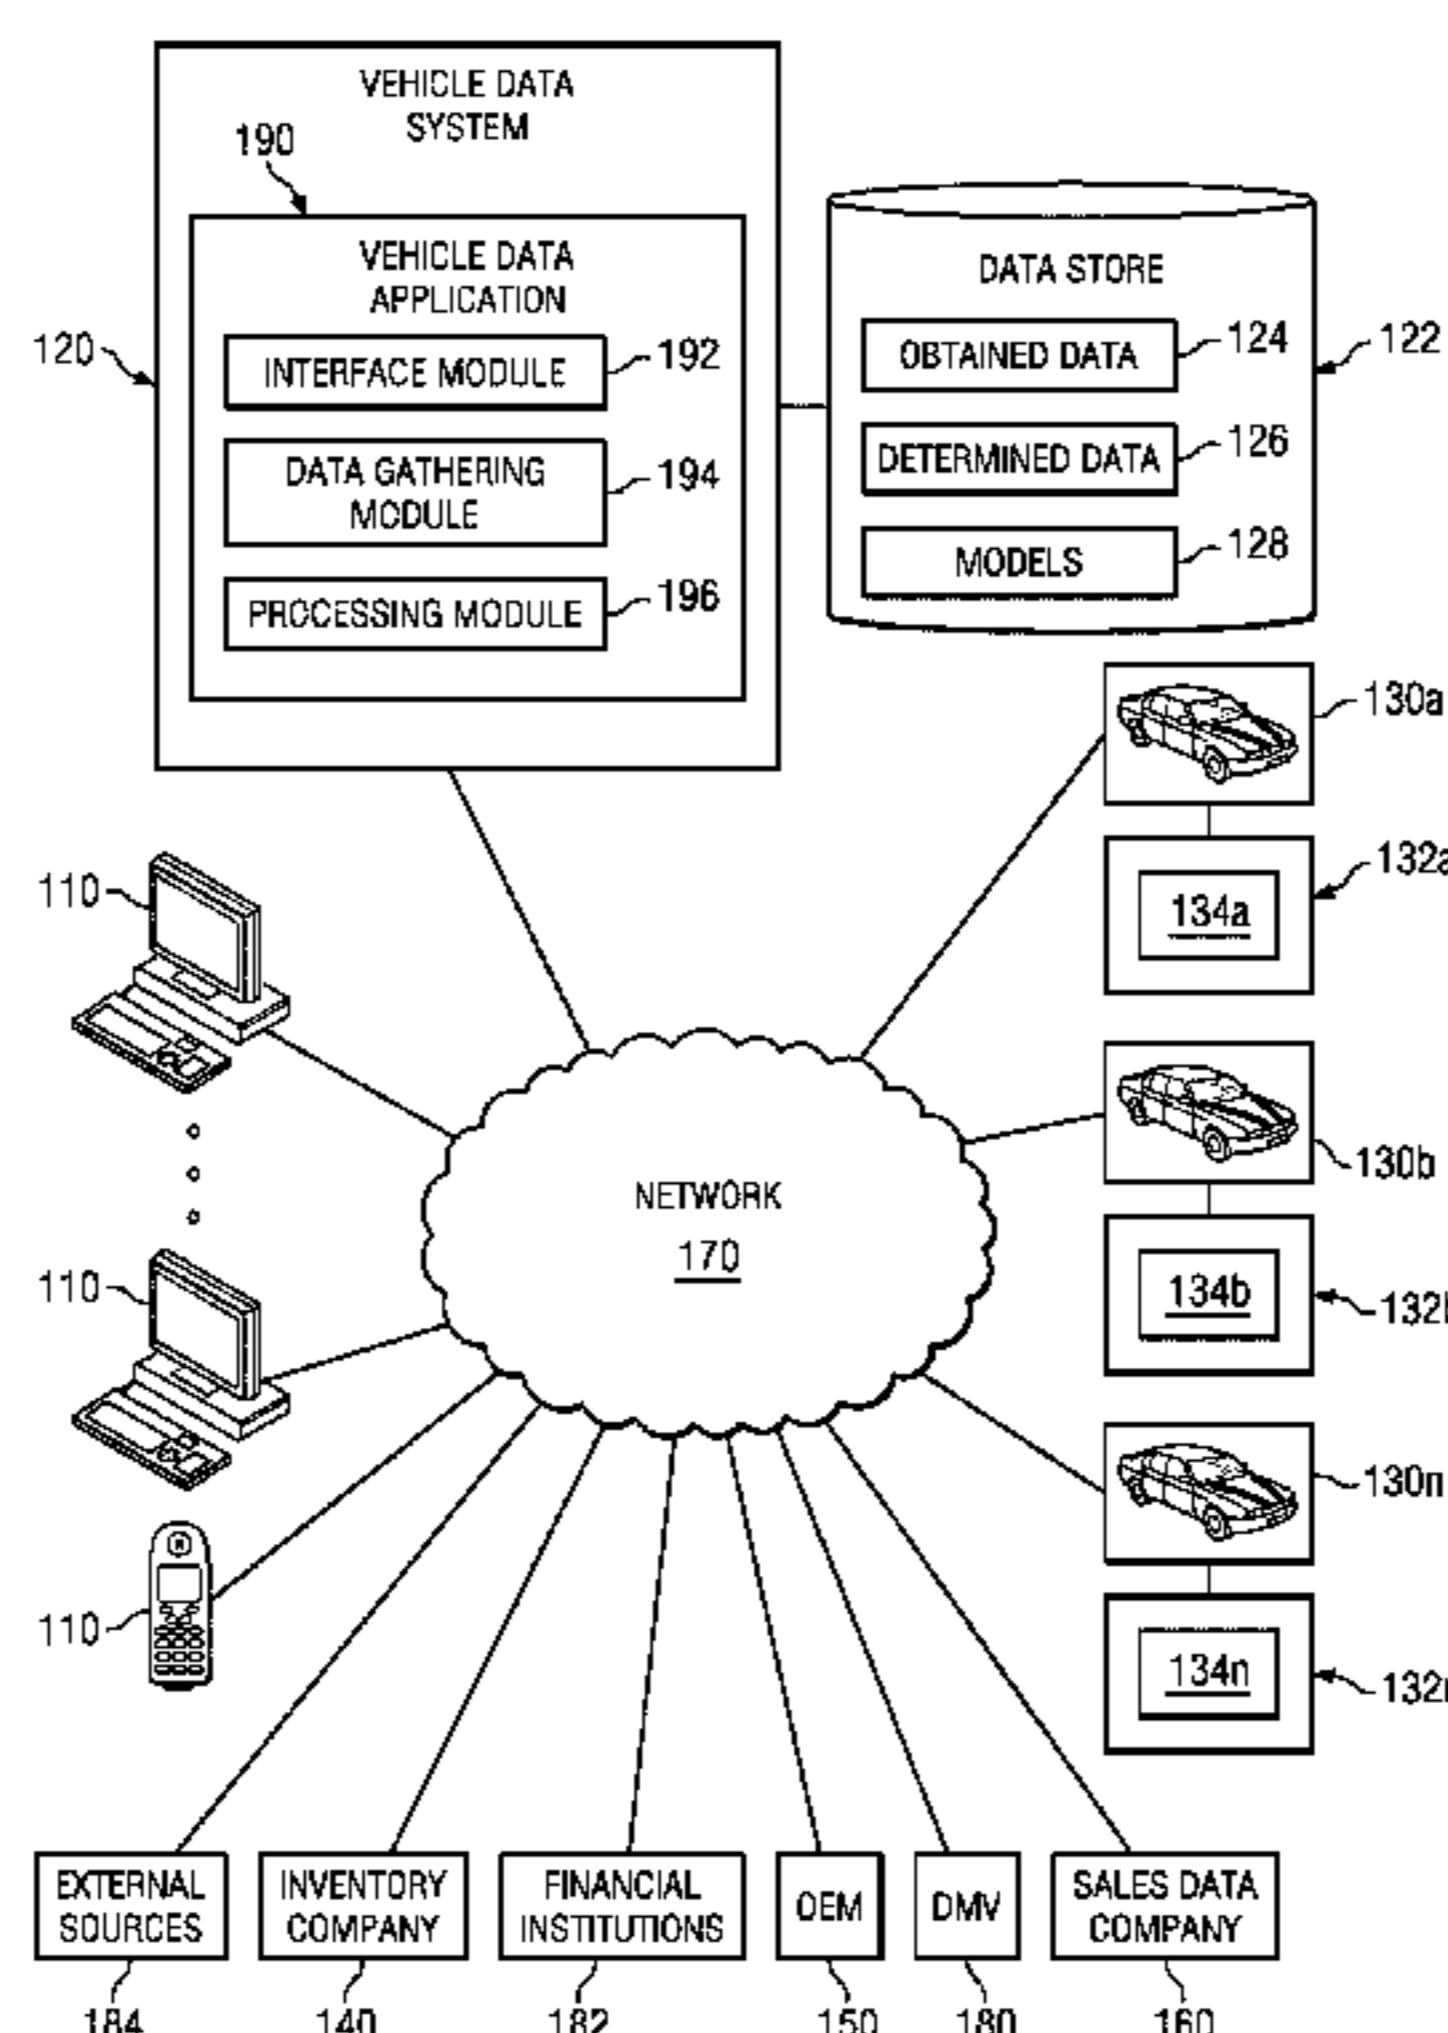 VEHICLE DATA
SYSTEM
190
VEHICLE DATA
APPLICATION
120
INTERFACE MODULE
192
DATA GATHERING
MODULE
194
PROCESSING MODULE
196
DATA STORE
OBTAINED DATA
124
122
DETERMINED DATA
126
MODELS
128
130a
132a
134a
110
130b
NETWORK
170
110
134b
132b
130n
110
134n
132n
EXTERNAL
SOURCES
INVENTORY
COMPANY
FINANCIAL
INSTITUTIONS
OEM
DMV
SALES DATA
COMPANY
184
140
182
150
180
160